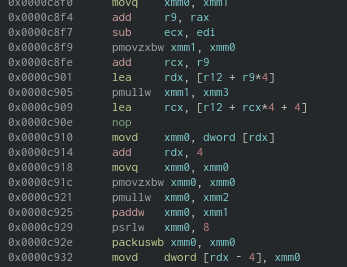 0x0000c8f0 movq xmm0, xmm1
0x0000c8f4 add r9, rax
0x0000c8f7 sub ecx, edi
0x0000c8f9 pmovzxbw xmm1, xmm0
0x0000c8fe add rcx, r9
0x0000c901 lea rdx, [r12 + r9*4]
0x0000c905 pmullw xmm1, xmm3
0x0000c909 lea rcx, [r12 + rcx*4 + 4]
0x0000c90e nop
0x0000c910 movd xmm0, dword [rdx]
0x0000c914 add rdx, 4
0x0000c918 movq xmm0, xmm0
0x0000c91c pmovzxbw xmm0, xmm0
0x0000c921 pmullw xmm0, xmm2
0x0000c925 paddw xmm0, xmm1
0x0000c929 psrlw xmm0, 8
0x0000c92e packuswb xmm0, xmm0
0x0000c932 movd dword [rdx - 4], xmm0